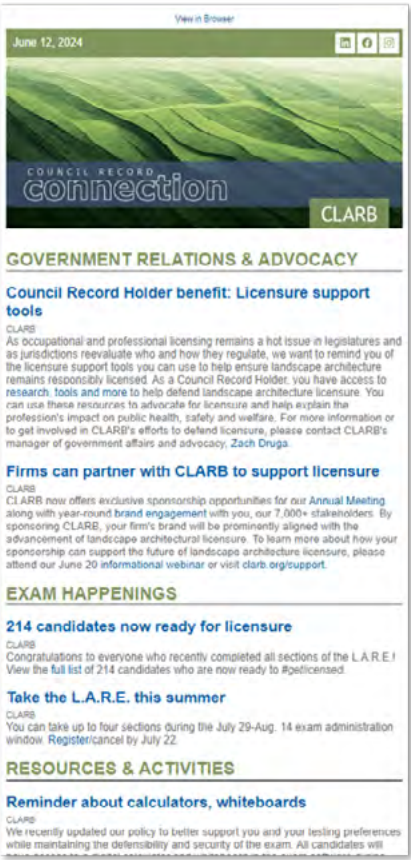 View in Browser
June 12, 2024
COUNCIL RECORD
connection
CLARB
GOVERNMENT RELATIONS & ADVOCACY
Council Record Holder benefit: Licensure support
tools
CLARB
As occupational and professional licensing remains a hot issue in legislatures and
as jurisdictions reevaluate who and how they regulate, we want to remind you of
the licensure support tools you can use to help ensure landscape architecture
remains responsibly licensed. As a Council Record Holder, you have access to
research, tools and more to help defend landscape architecture licensure. You
can use these resources to advocate for licensure and help explain the
profession's impact on public health, safety and welfare. For more information or
to get involved in CLARB's efforts to defend licensure, please contact CLARB's
manager of government affairs and advocacy, Zach Druga.
Firms can partner with CLARB to support licensure
CLARB
CLARB now offers exclusive sponsorship opportunities for our Annual Meeting
along with year-round brand engagement with you, our 7,000+ stakeholders. By
sponsoring CLARB, your firm's brand will be prominently aligned with the
advancement of landscape architectural licensure. To learn more about how your
sponsorship can support the future of landscape architecture licensure, please
attend our June 20 informational webinar or visit clarb.org/support.
EXAM HAPPENINGS
214 candidates now ready for licensure
CLARB
Congratulations to everyone who recently completed all sections of the L.A.R.E.!
View the full list of 214 candidates who are now ready to #getlicensed.
Take the L.A.R.E. this summer
CLARB
You can take up to four sections during the July 29-Aug. 14 exam administration
window. Register/cancel by July 22.
RESOURCES & ACTIVITIES
Reminder about calculators, whiteboards
CLARB
We recently updated our policy to better support you and your testing preferences
while maintaining the defensibility and security of the exam. All candidates will